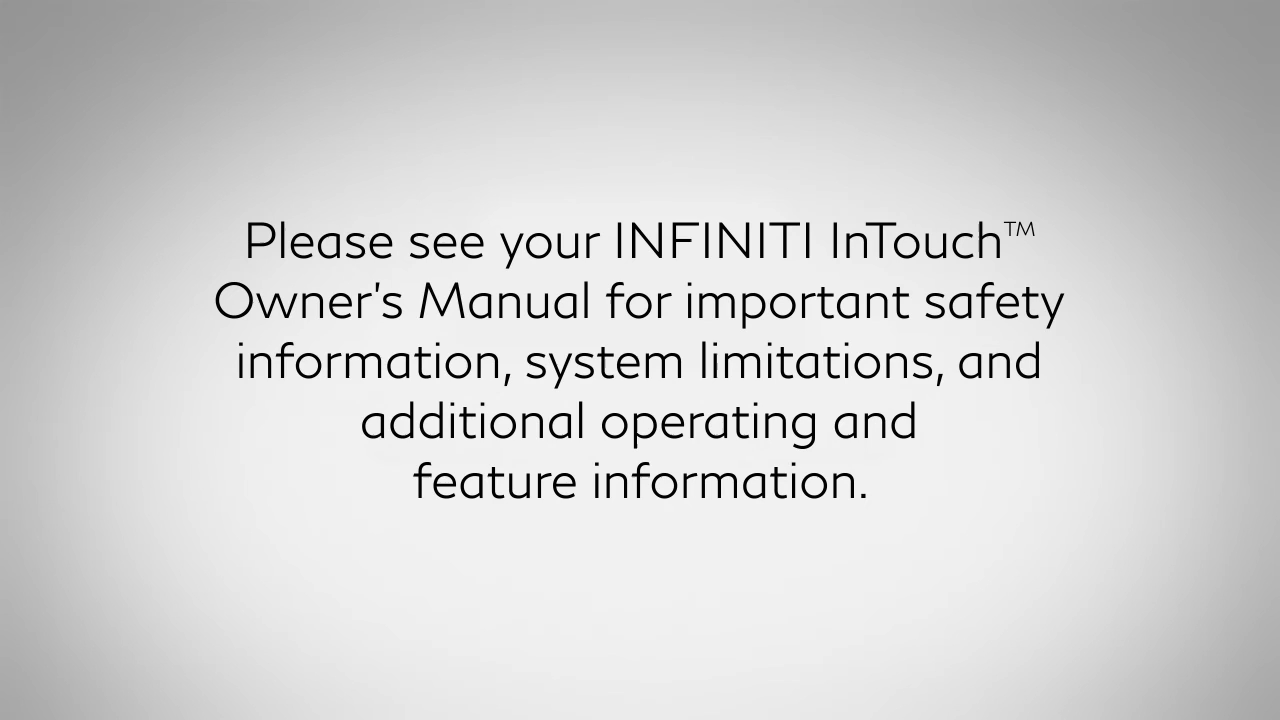 Please see your INFINITI InTouch™
Owner's Manual for important safety
information, system limitations, and
additional operating and
feature information.